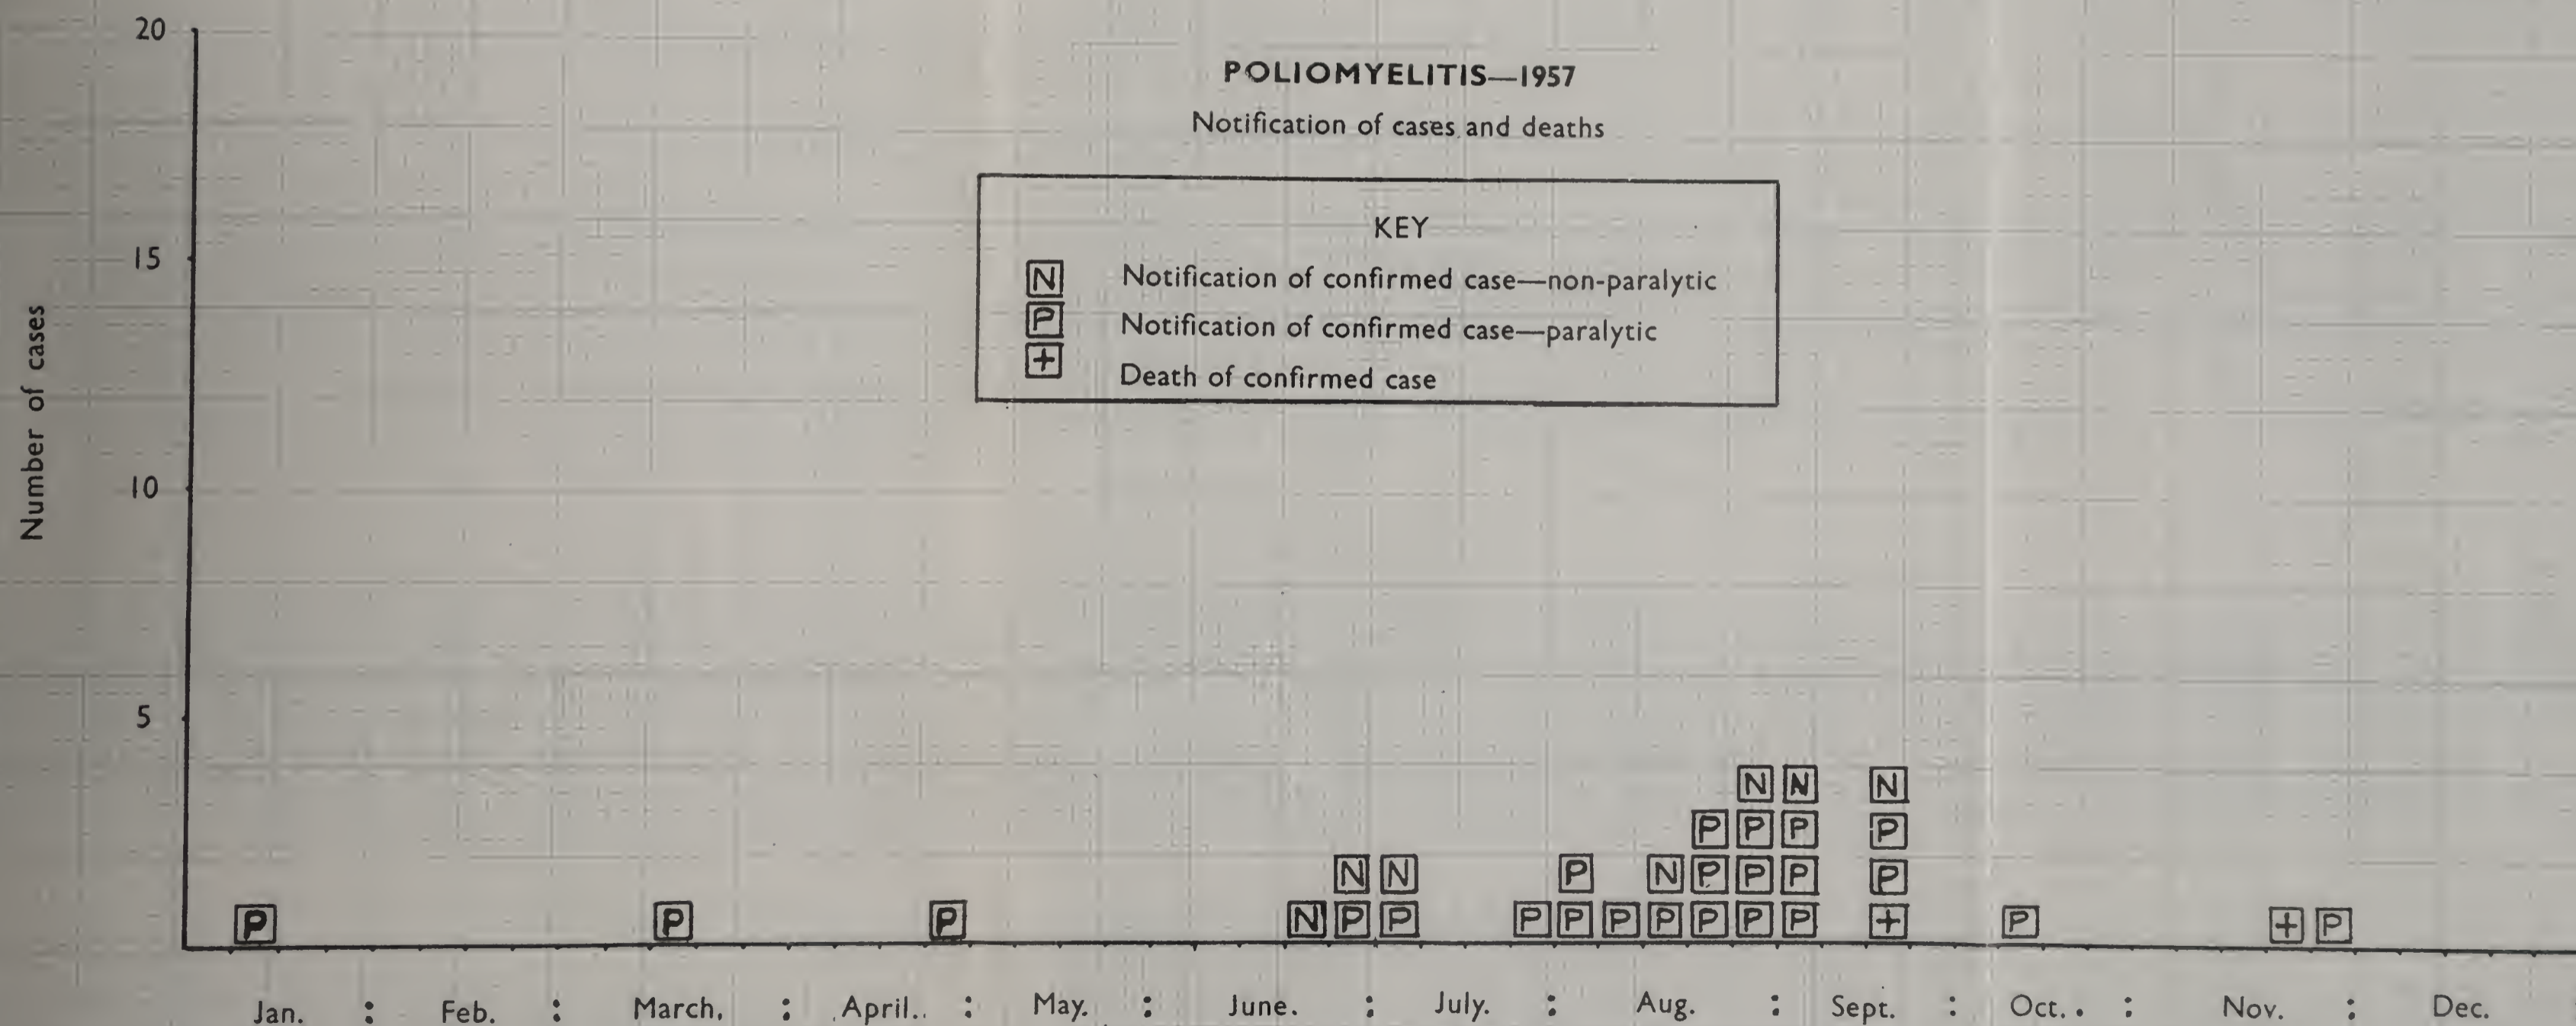 20
POLIOMYELITIS—1957
Notification of cases and deaths
KEY
N Notification of confirmed case—non-paralytic
P Notification of confirmed case—paralytic
+ Death of confirmed case
15
10
5
Number of cases
N N N
P P P P
N N P N P P P P
P P P N P P P P P P P P P + P + P
Jan. : Feb. : March. : April. : May. : June. : July. : Aug. : Sept. : Oct. : Nov. : Dec.